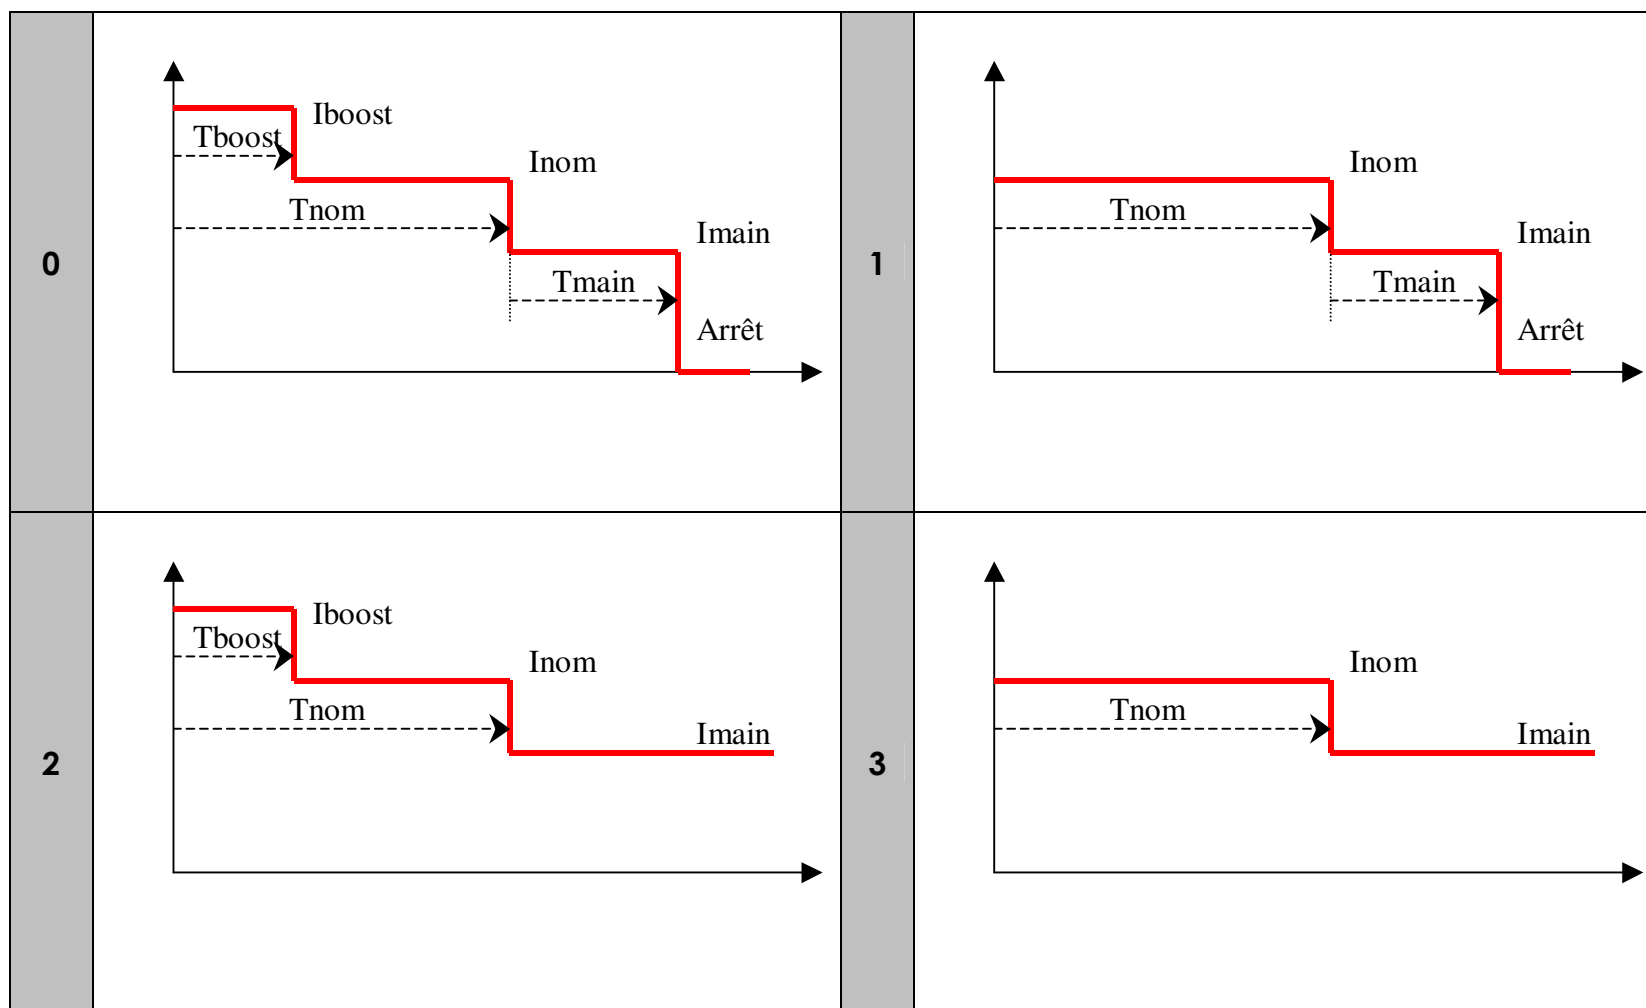 0
Iboost
Tboost
Inom
Tnom
Imain
Tmain
Arrêt
1
Inom
Tnom
Imain
Tmain
Arrêt
2
Iboost
Tboost
Inom
Tnom
Imain
3
Inom
Tnom
Imain